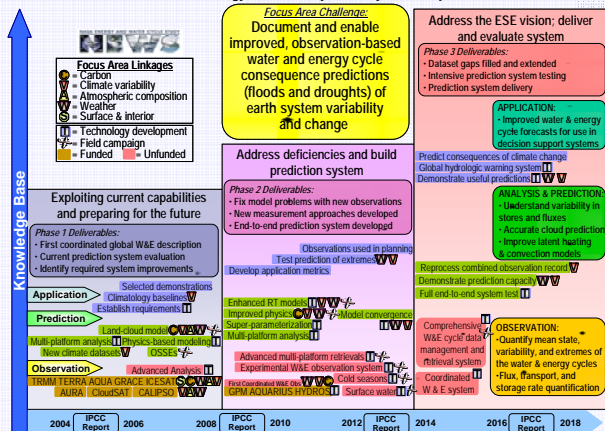 Focus Area Challenge:
Document and enable
improved, observation-based
water and energy cycle
consequence predictions
(floods and droughts) of
earth system variability
and change
NEWS
Focus Area Linkages
C = Carbon
V = Climate variability
A = Atmospheric composition
W = Weather
S = Surface & interior
T = Technology development
= Field campaign
= Funded = Unfunded
Knowledge Base
Exploiting current capabilities
and preparing for the future
Phase 1 Deliverables:
• First coordinated global W&E description
• Current prediction system evaluation
• Identify required system improvements
Application
Selected demonstrations
Climatology baselines V
Establish requirements T
Prediction
Land-cloud model C V A W
Multi-platform analysis T Physics-based modeling T
New climate datasets V OSSEs
Observation
Advanced Analysis T
TRMM TERRA AQUA GRACE ICESAT S C W A V
AURA CloudSAT CALIPSO V A W
Address deficiencies and build
prediction system
Phase 2 Deliverables:
• Fix model problems with new observations
• New measurement approaches developed
• End-to-end prediction system developed
Observations used in planning
Test prediction of extremes W V
Develop application metrics
Enhanced RT models T V W
Improved physics C V W Model convergence
Super-parameterization T T W V
Multi-platform analysis T
Advanced multi-platform retrievals T
Experimental W&E observation system T
Cold seasons T
First Coordinated W&E Obs W V C
GPM AQUARIUS HYDROS T Surface water T
Address the ESE vision; deliver
and evaluate system
Phase 3 Deliverables:
• Dataset gaps filled and extended
• Intensive prediction system testing
• Prediction system delivery
APPLICATION:
• Improved water & energy
cycle forecasts for use in
decision support systems
Predict consequences of climate change
Global hydrologic warning system T
Demonstrate useful predictions T W V
ANALYSIS & PREDICTION:
• Understand variability in
stores and fluxes
• Accurate cloud prediction
• Improve latent heating
& convection models
Reprocess combined observation record V
Demonstrate prediction capacity W V
Full end-to-end system test T
Comprehensive
W&E cycle data
management and
retrieval system
Coordinated
W & E system
OBSERVATION:
• Quantify mean state,
variability, and extremes of
the water & energy cycles
• Flux, transport, and
storage rate quantification
2004
IPCC
Report
2006
2008
IPCC
Report
2010
2012
IPCC
Report
2014
2016
IPCC
Report
2018